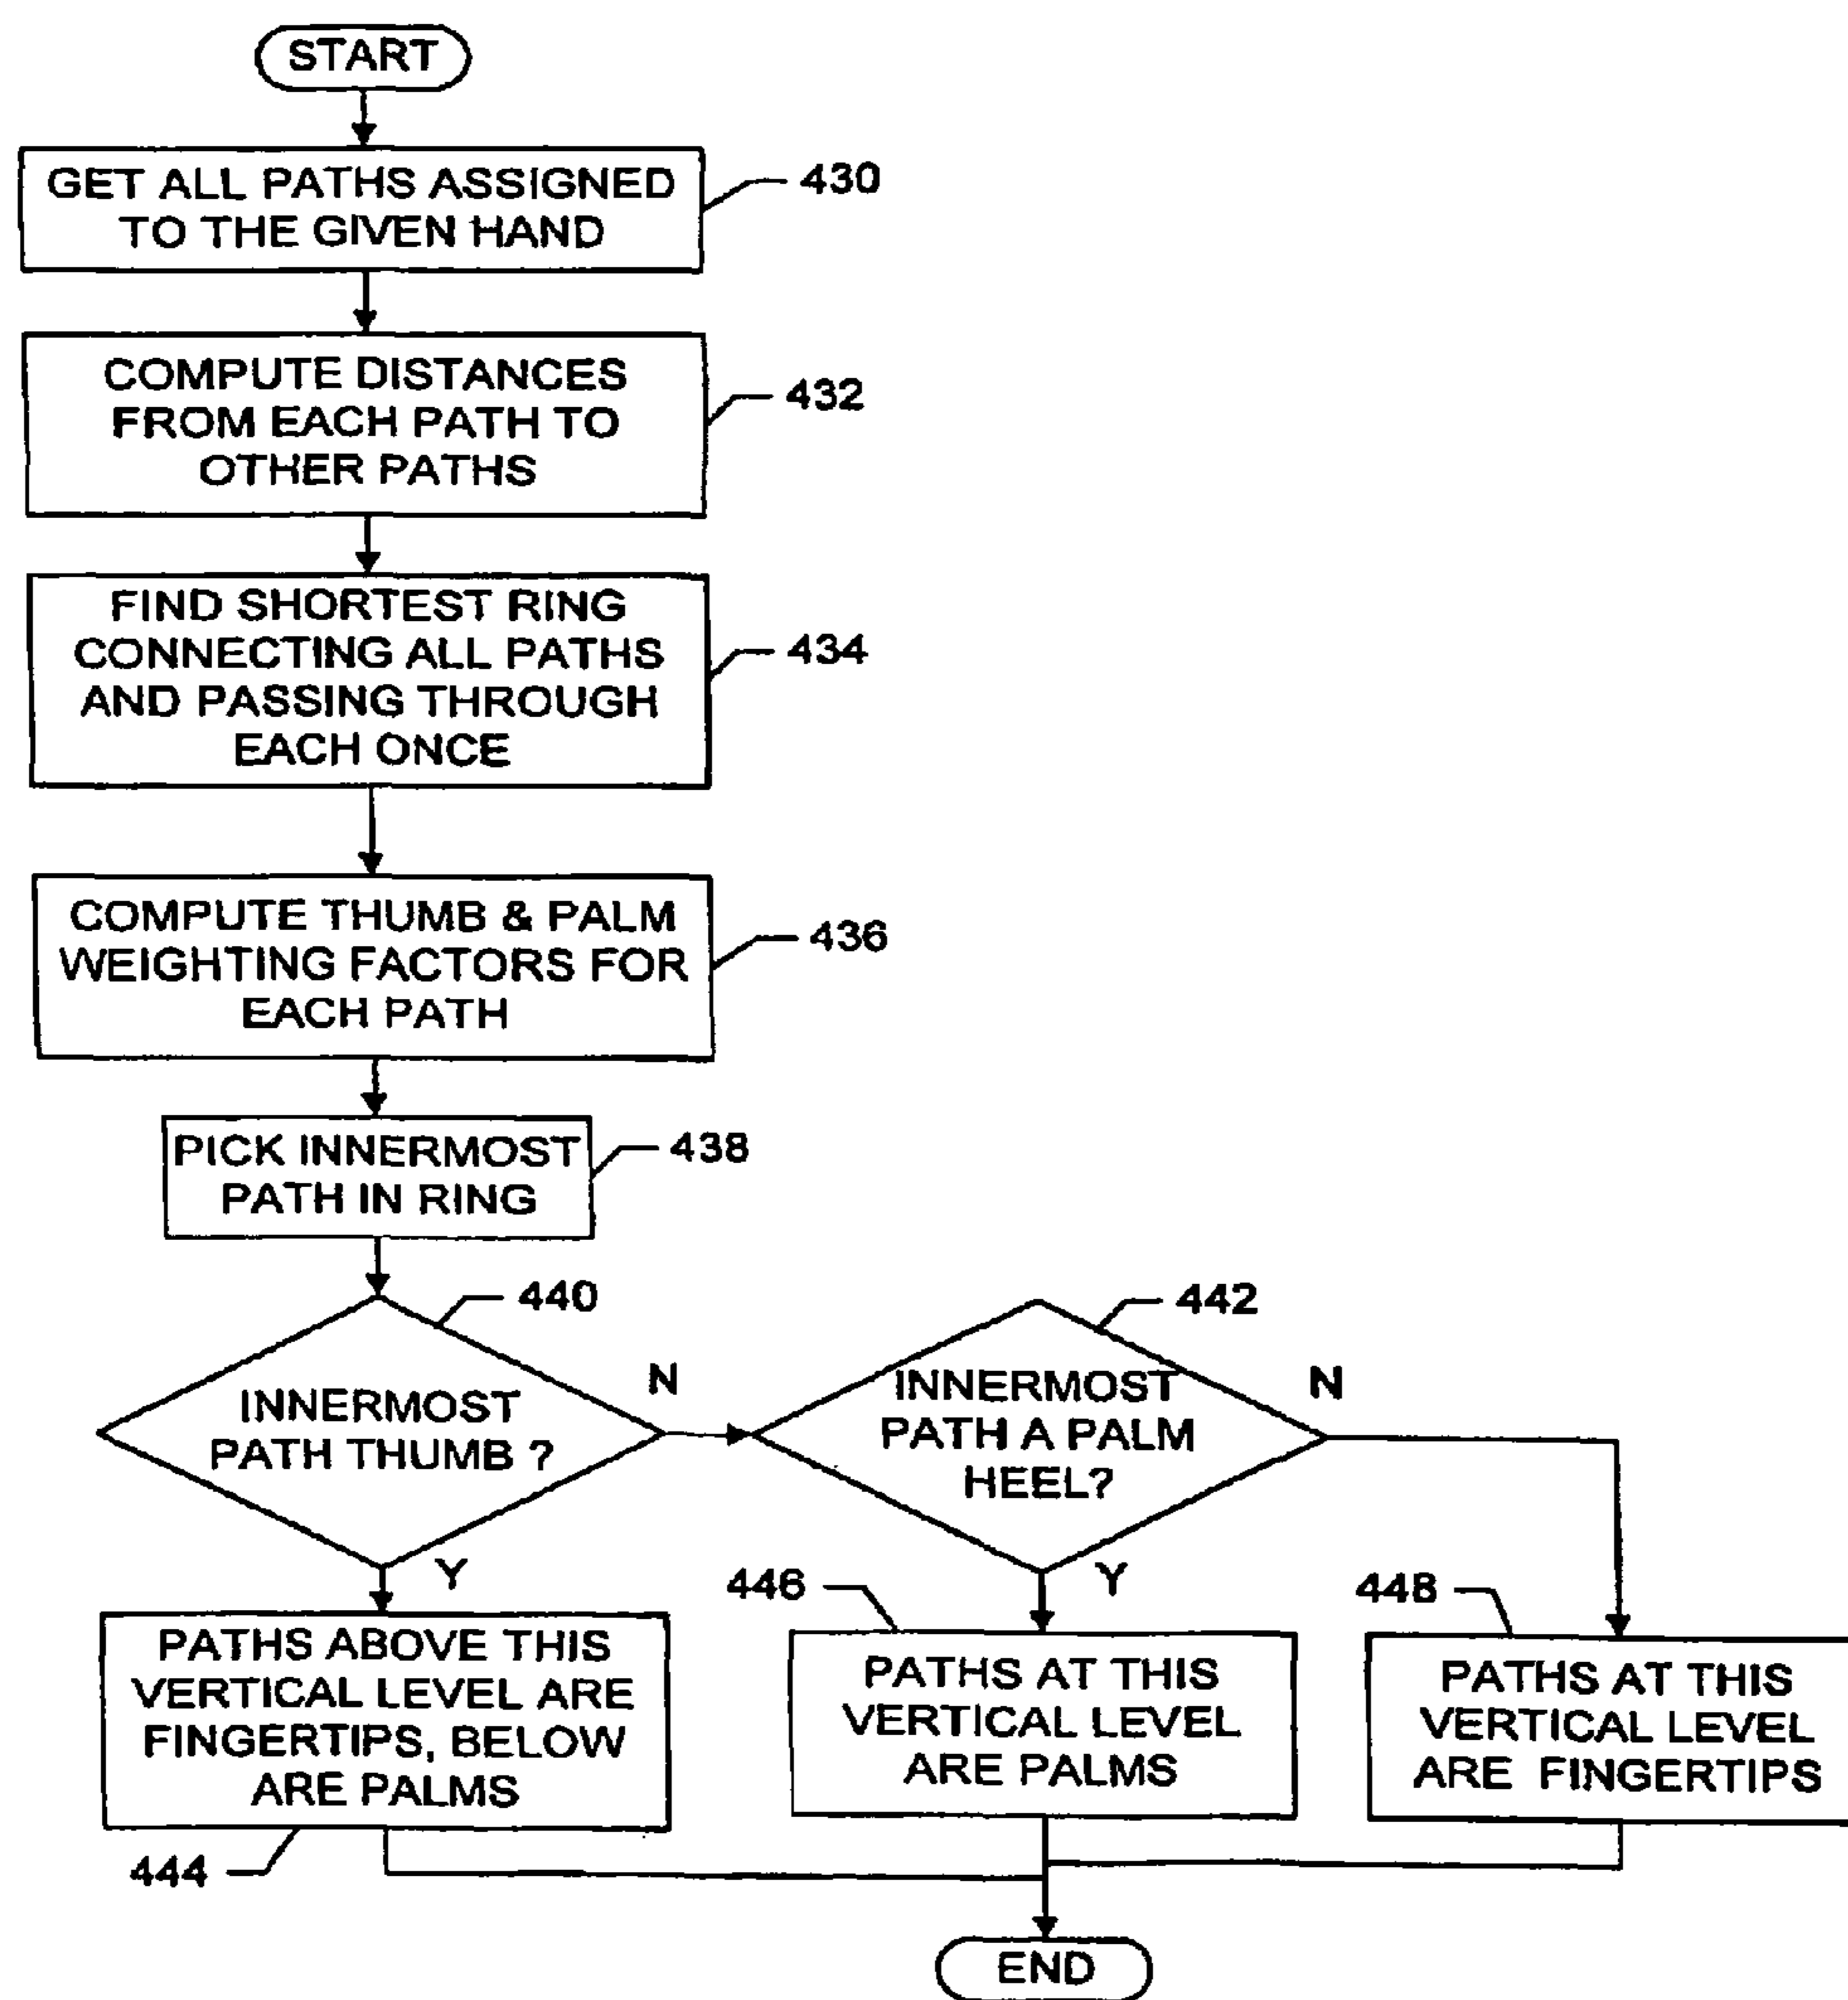 START
GET ALL PATHS ASSIGNED
TO THE GIVEN HAND
430
COMPUTE DISTANCES
FROM EACH PATH TO
OTHER PATHS
432
FIND SHORTEST RING
CONNECTING ALL PATHS
AND PASSING THROUGH
EACH ONCE
434
COMPUTE THUMB & PALM
WEIGHTING FACTORS FOR
EACH PATH
436
PICK INNERMOST
PATH IN RING
438
440
INNERMOST
PATH THUMB ?
N
Y
442
INNERMOST
PATH A PALM
HEEL?
N
Y
PATHS ABOVE THIS
VERTICAL LEVEL ARE
FINGERTIPS, BELOW
ARE PALMS
444
446
PATHS AT THIS
VERTICAL LEVEL
ARE PALMS
448
PATHS AT THIS
VERTICAL LEVEL
ARE FINGERTIPS
END